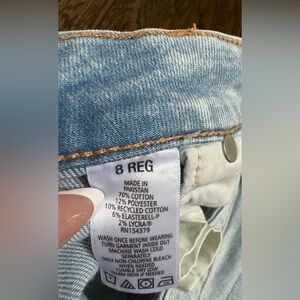 8 REG
MADE IN
PAKISTAN
70% COTTON
12% POLYESTER
10% RECYCLED COTTON
6% ELASTERELL-P
2% LYCRA®
RN154379
WASH ONCE BEFORE WEARING
TURN GARMENT INSIDE OUT
MACHINE WASH COLD
SEPARATELY
ONLY NON-CHLORINE BLEACH
WHEN NEEDED
TUMBLE DRY LOW